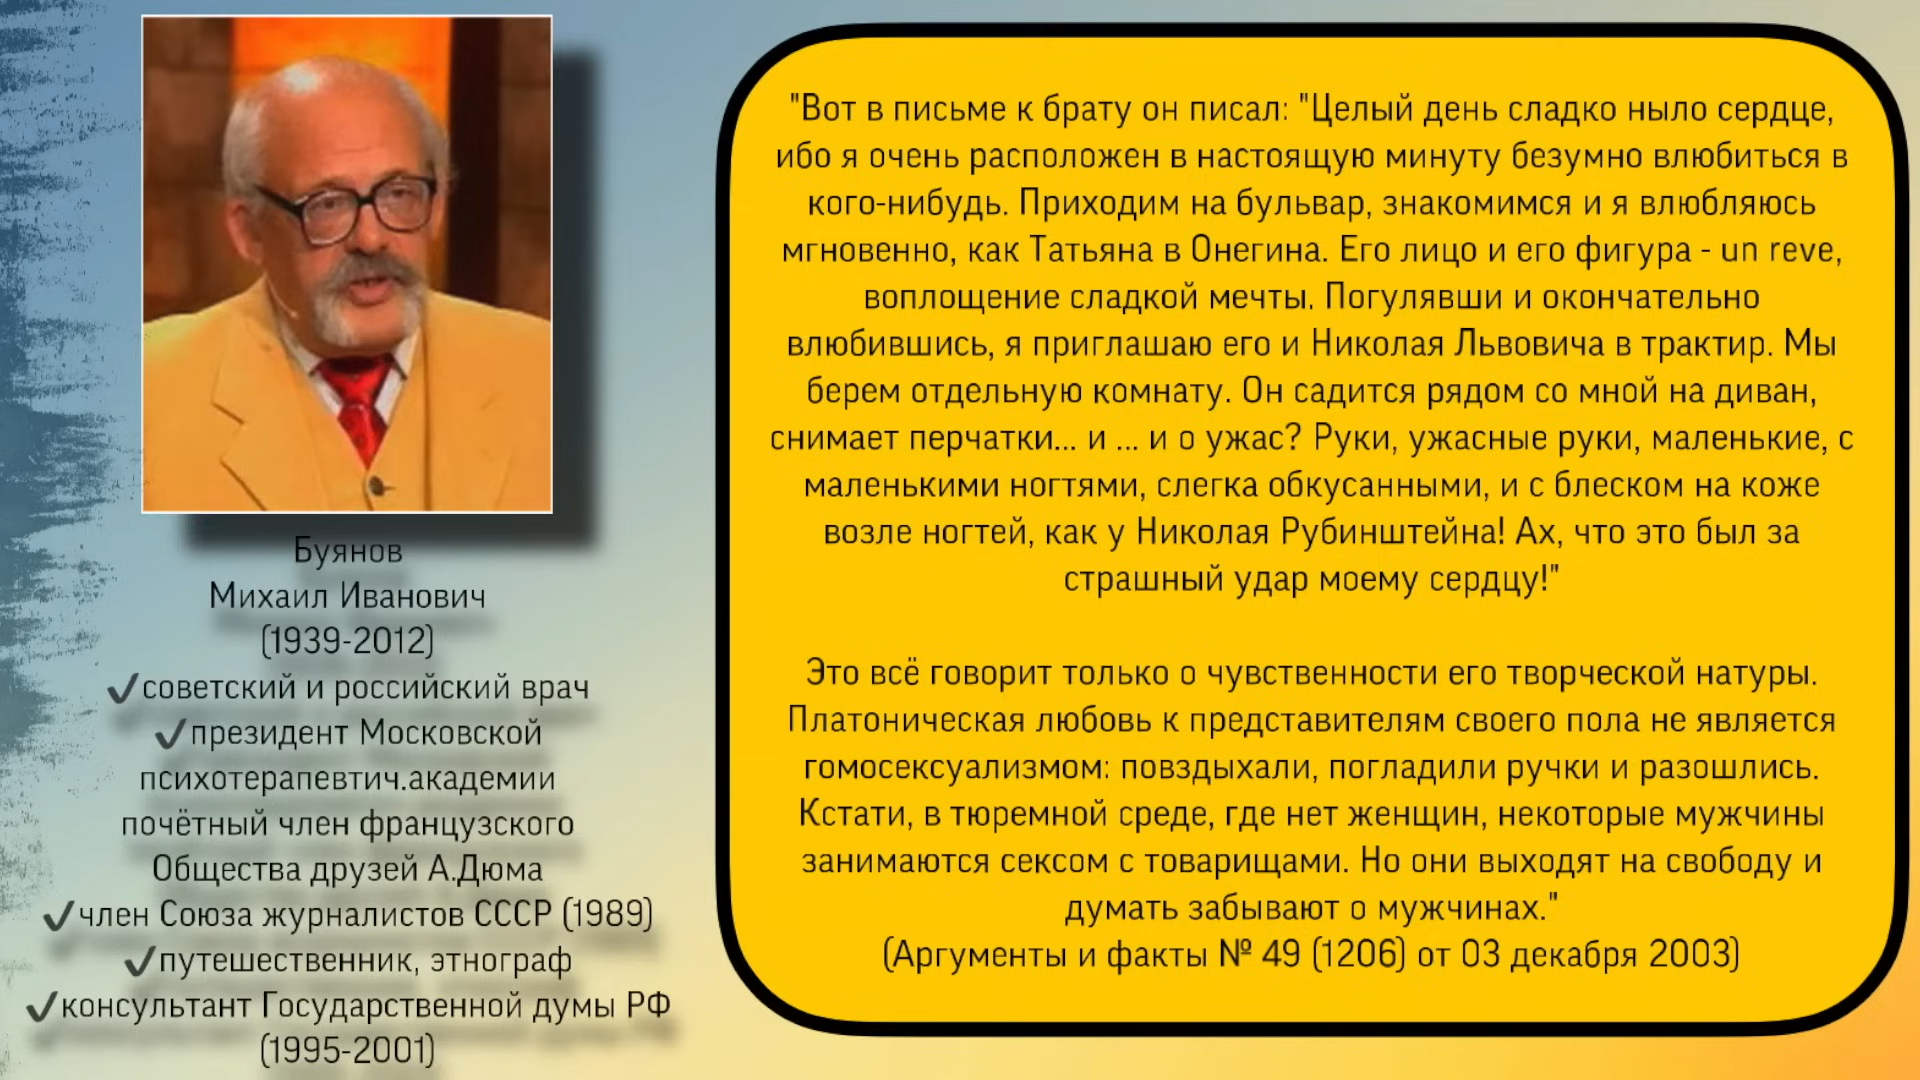 Буянов
Михаил Иванович
(1939-2012)
✔советский и российский врач
✔президент Московской
психотерапевтич.академии
почётный член французского
Общества друзей А.Дюма
✔член Союза журналистов СССР (1989)
✔путешественник, этнограф
✔консультант Государственной думы РФ
(1995-2001)
"Вот в письме к брату он писал: "Целый день сладко ныло сердце,
ибо я очень расположен в настоящую минуту безумно влюбиться в
кого-нибудь. Приходим на бульвар, знакомимся и я влюбляюсь
мгновенно, как Татьяна в Онегина. Его лицо и его фигура - un reve,
воплощение сладкой мечты. Погулявши и окончательно
влюбившись, я приглашаю его и Николая Львовича в трактир. Мы
берем отдельную комнату. Он садится рядом со мной на диван,
снимает перчатки... и ... и о ужас? Руки, ужасные руки, маленькие, с
маленькими ногтями, слегка обкусанными, и с блеском на коже
возле ногтей, как у Николая Рубинштейна! Ах, что это был за
страшный удар моему сердцу!"
Это всё говорит только о чувственности его творческой натуры.
Платоническая любовь к представителям своего пола не является
гомосексуализмом: повздыхали, погладили ручки и разошлись.
Кстати, в тюремной среде, где нет женщин, некоторые мужчины
занимаются сексом с товарищами. Но они выходят на свободу и
думать забывают о мужчинах."
(Аргументы и факты № 49 (1206) от 03 декабря 2003)